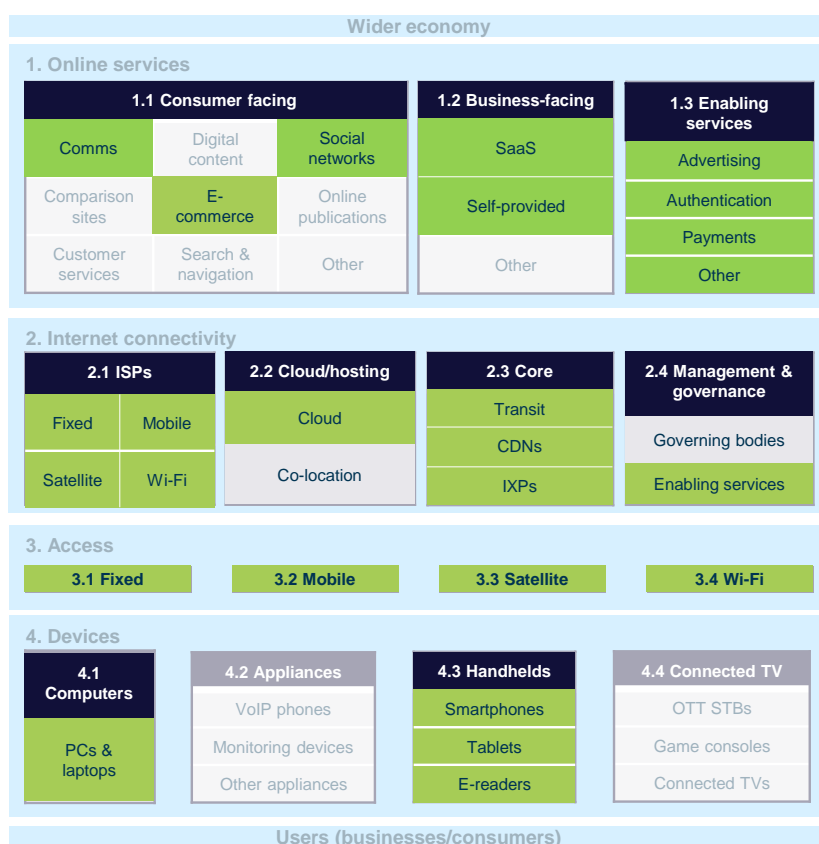 Wider economy
1. Online services
1.1 Consumer facing
Comms
Digital
content
Social
networks
Comparison
sites
E-
commerce
Online
publications
Customer
services
Search &
navigation
Other
1.2 Business-facing
SaaS
Self-provided
Other
1.3 Enabling
services
Advertising
Authentication
Payments
Other
2. Internet connectivity
2.1 ISPs
Fixed
Mobile
Satellite
Wi-Fi
2.2 Cloud/hosting
Cloud
Co-location
2.3 Core
Transit
CDNs
IXPs
2.4 Management &
governance
Governing bodies
Enabling services
3. Access
3.1 Fixed
3.2 Mobile
3.3 Satellite
3.4 Wi-Fi
4. Devices
4.1
Computers
PCs &
laptops
4.2 Appliances
VoIP phones
Monitoring devices
Other appliances
4.3 Handhelds
Smartphones
Tablets
E-readers
4.4 Connected TV
OTT STBs
Game consoles
Connected TVs
Users (businesses/consumers)